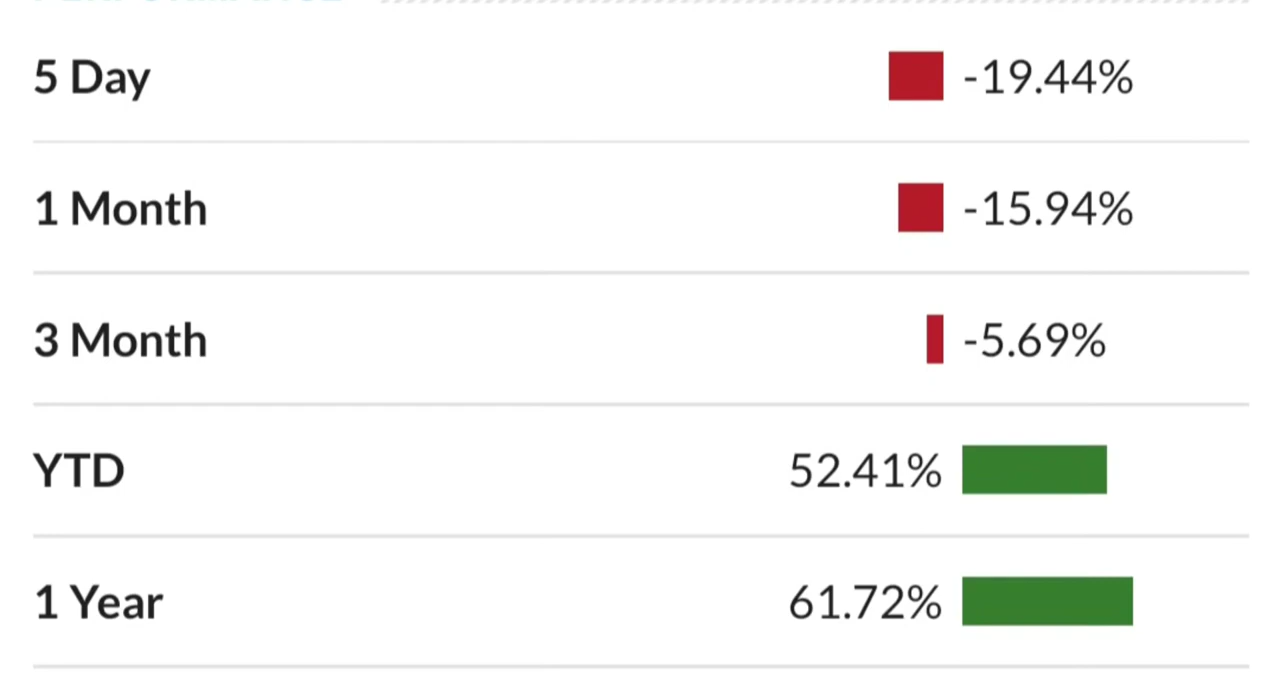 5 Day -19.44%
1 Month -15.94%
3 Month -5.69%
YTD 52.41%
1 Year 61.72%